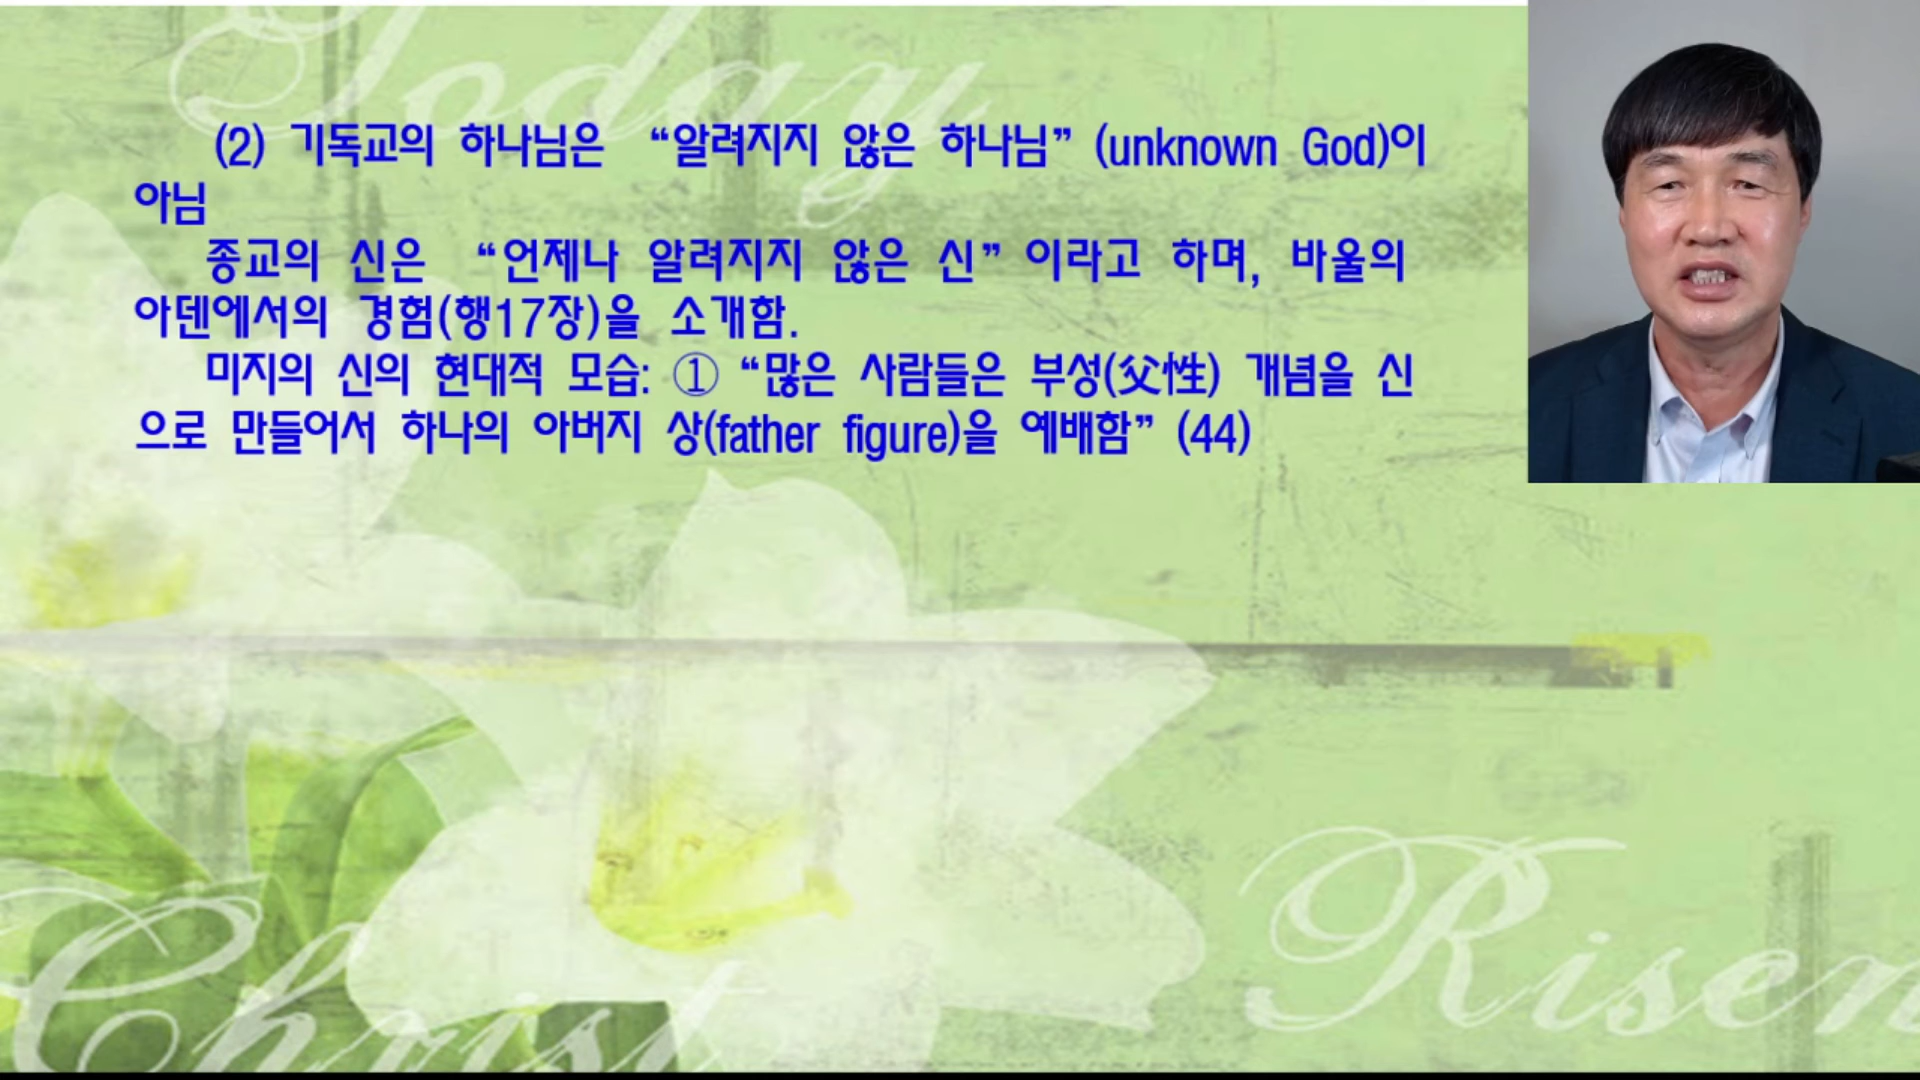 Today
(2) 기독교의 하나님은 “알려지지 않은 하나님” (unknown God)이
아님
종교의 신은 “언제나 알려지지 않은 신” 이라고 하며, 바울의
아덴에서의 경험(행17장)을 소개함.
미지의 신의 현대적 모습: ① “많은 사람들은 부성(父性) 개념을 신
으로 만들어서 하나의 아버지 상(father figure)을 예배함” (44)
Christ
Risen